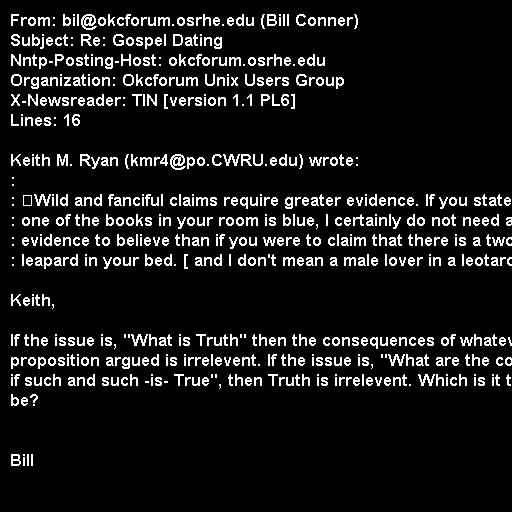 From: bil@okcforum.osrhe.edu (Bill Conner)
Subject: Re: Gospel Dating
Nntp-Posting-Host: okcforum.osrhe.edu
Organization: Okcforum Unix Users Group
X-Newsreader: TIN [version 1.1 PL6]
Lines: 16

Keith M. Ryan (kmr4@po.CWRU.edu) wrote:
:
: Wild and fanciful claims require greater evidence. If you state
: one of the books in your room is blue, I certainly do not need a
: evidence to believe than if you were to claim that there is a two
: leapard in your bed. [ and I don't mean a male lover in a leotard

Keith,

If the issue is, "What is Truth" then the consequences of whatev
proposition argued is irrelevent. If the issue is, "What are the co
if such and such -is- True", then Truth is irrelevent. Which is it t
be?

Bill